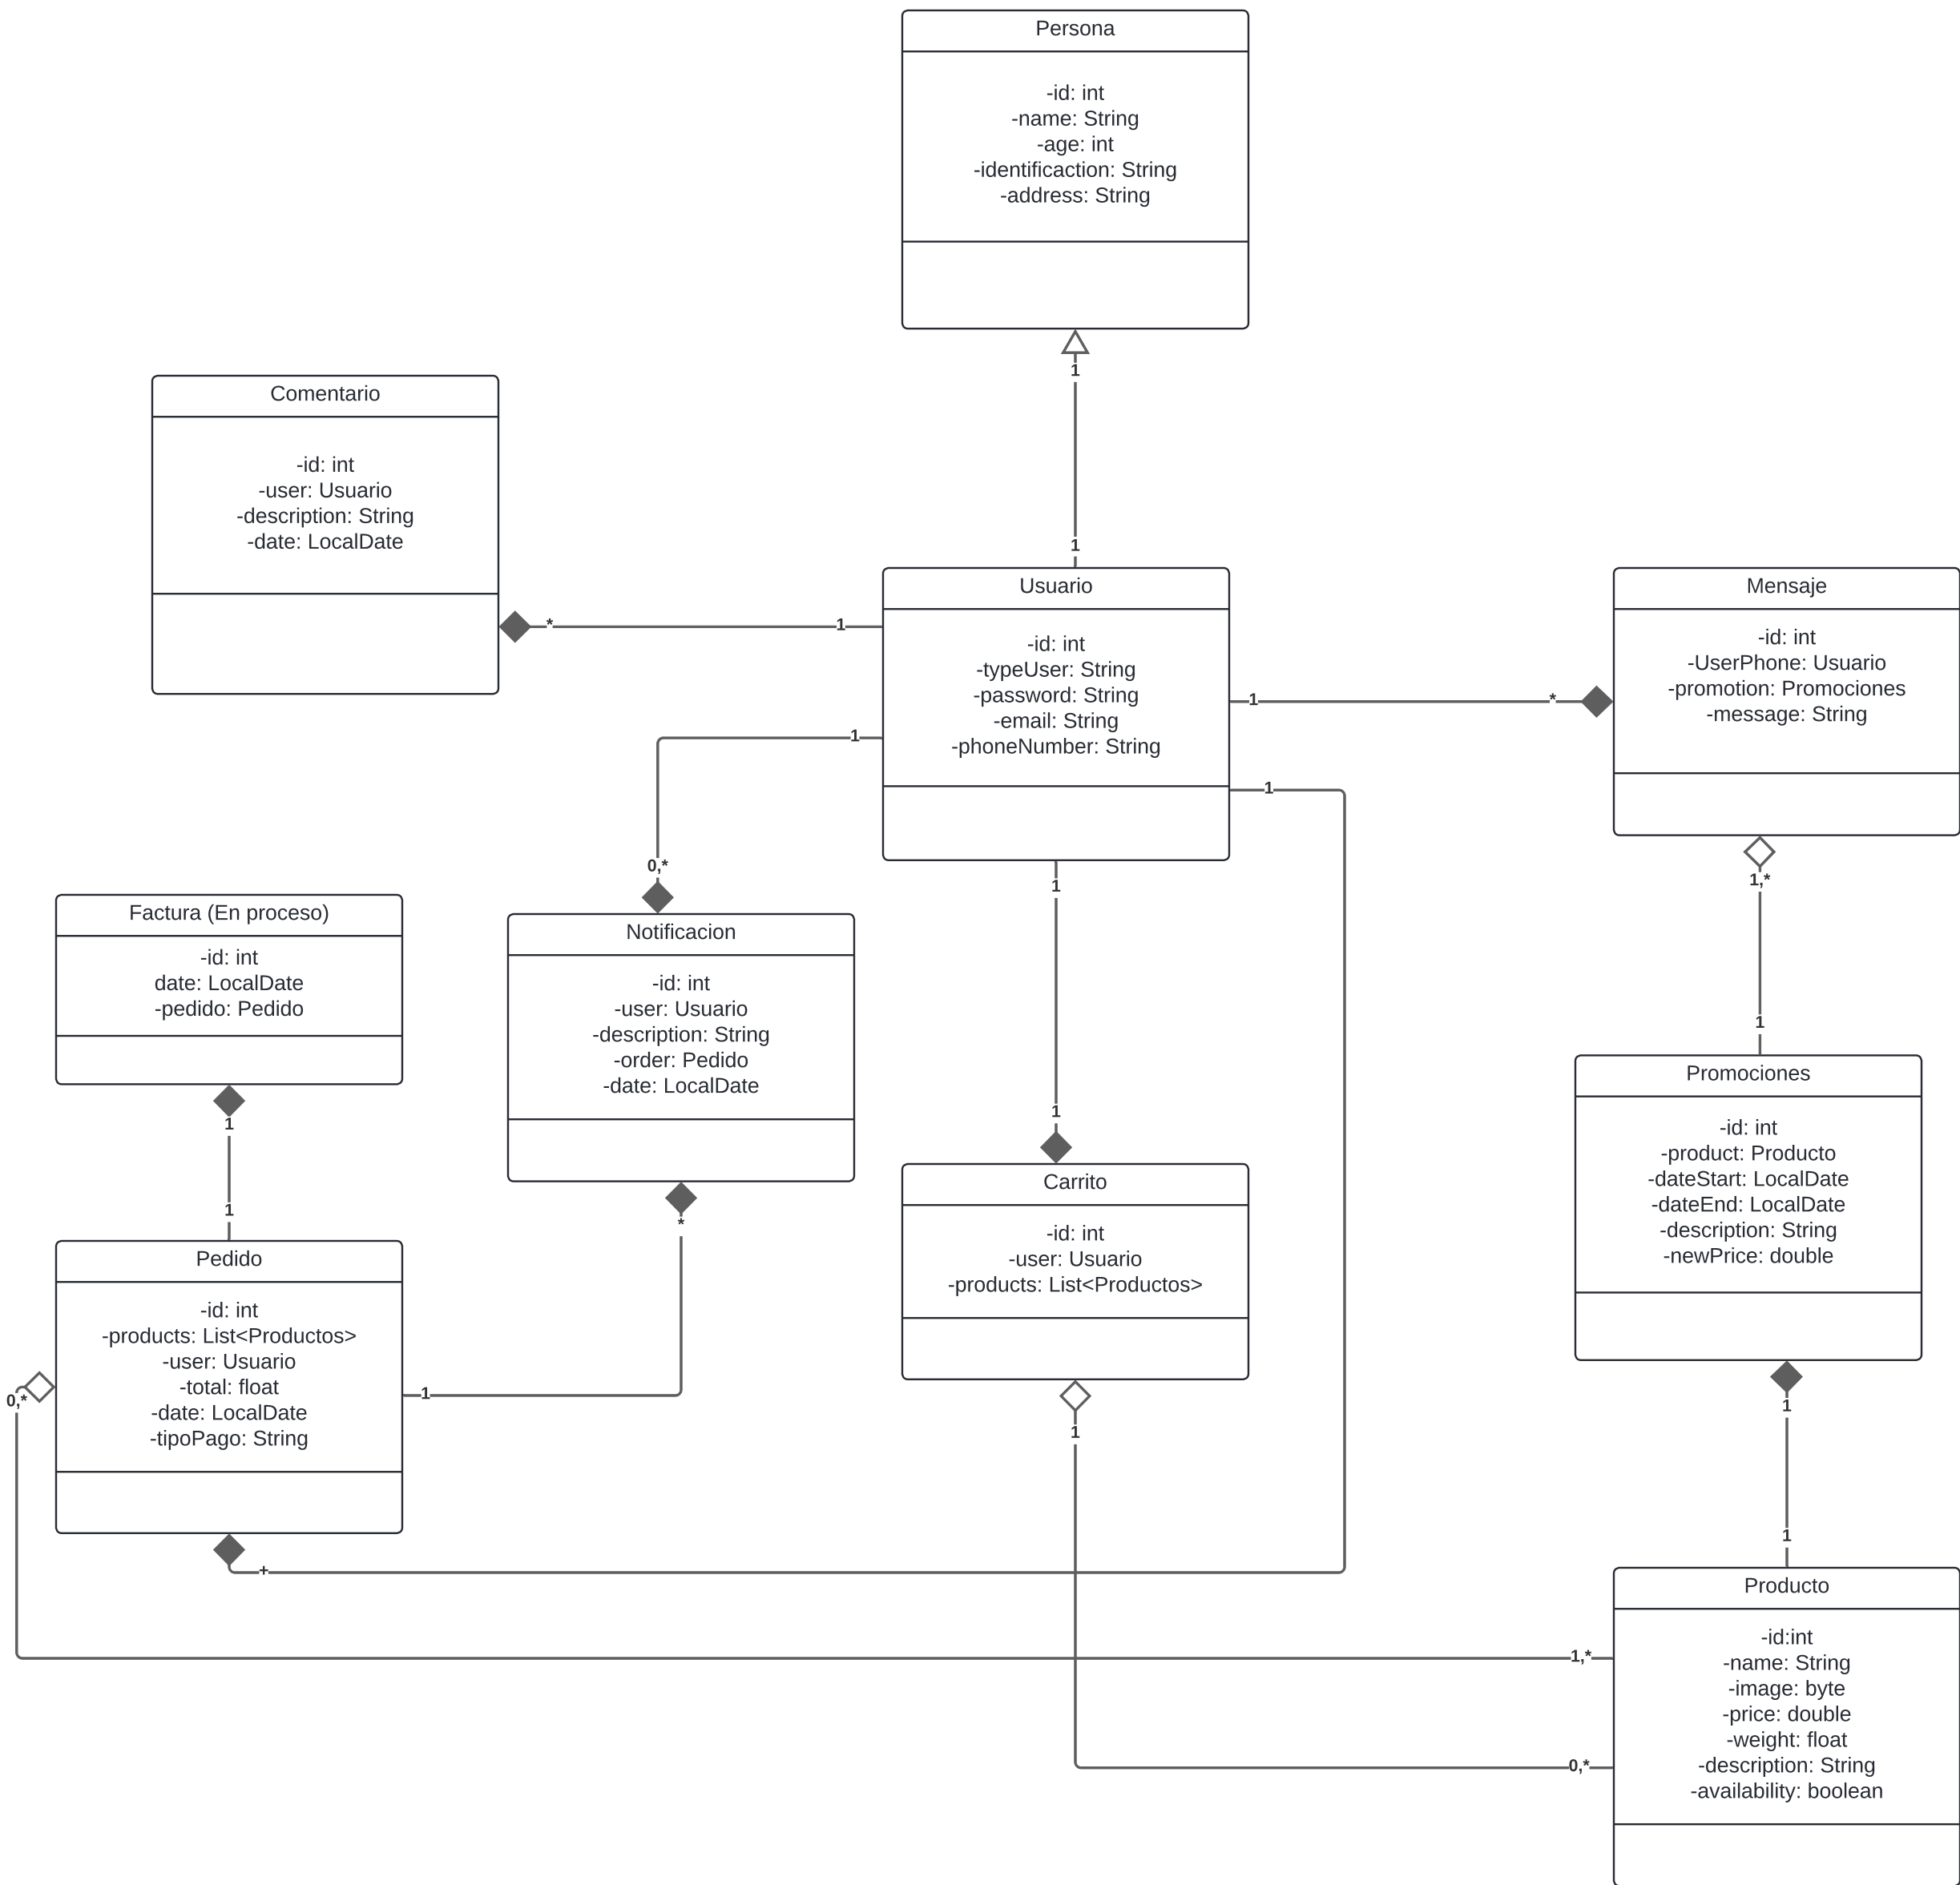 Persona
-id: int
-name: String
-age: int
-identificaction: String
-address: String
1
1
Comentario
-id: int
-user: Usuario
-description: String
-date: LocalDate
*
1
Usuario
-id: int
-typeUser: String
-password: String
-email: String
-phoneNumber: String
1
*
Mensaje
-id: int
-UserPhone: Usuario
-promotion: Promociones
-message: String
1
0,*
1
1
1,*
1
Factura (En proceso)
-id: int
date: LocalDate
-pedido: Pedido
1
1
Notificacion
-id: int
-user: Usuario
-description: String
-order: Pedido
-date: LocalDate
*
1
1
Carrito
-id: int
-user: Usuario
-products: List<Productos>
1
Promociones
-id: int
-product: Producto
-dateStart: LocalDate
-dateEnd: LocalDate
-description: String
-newPrice: double
1
1
Pedido
-id: int
-products: List<Productos>
-user: Usuario
-total: float
-date: LocalDate
-tipoPago: String
0,*
+
1,*
0,*
Producto
-id:int
-name: String
-image: byte
-price: double
-weight: float
-description: String
-availability: boolean